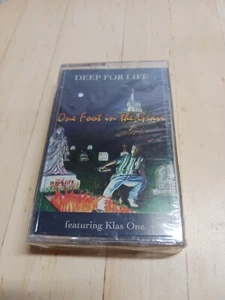 DEEP FOR LIFE
One Foot in the Grave
featuring Klas One